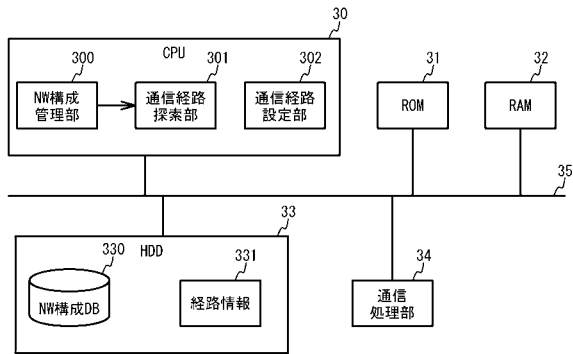 30
CPU
300
301
302
31
32
NW構成
管理部
通信経路
探索部
通信経路
設定部
ROM
RAM
35
33
HDD
330
331
34
NW構成DB
経路情報
通信
処理部